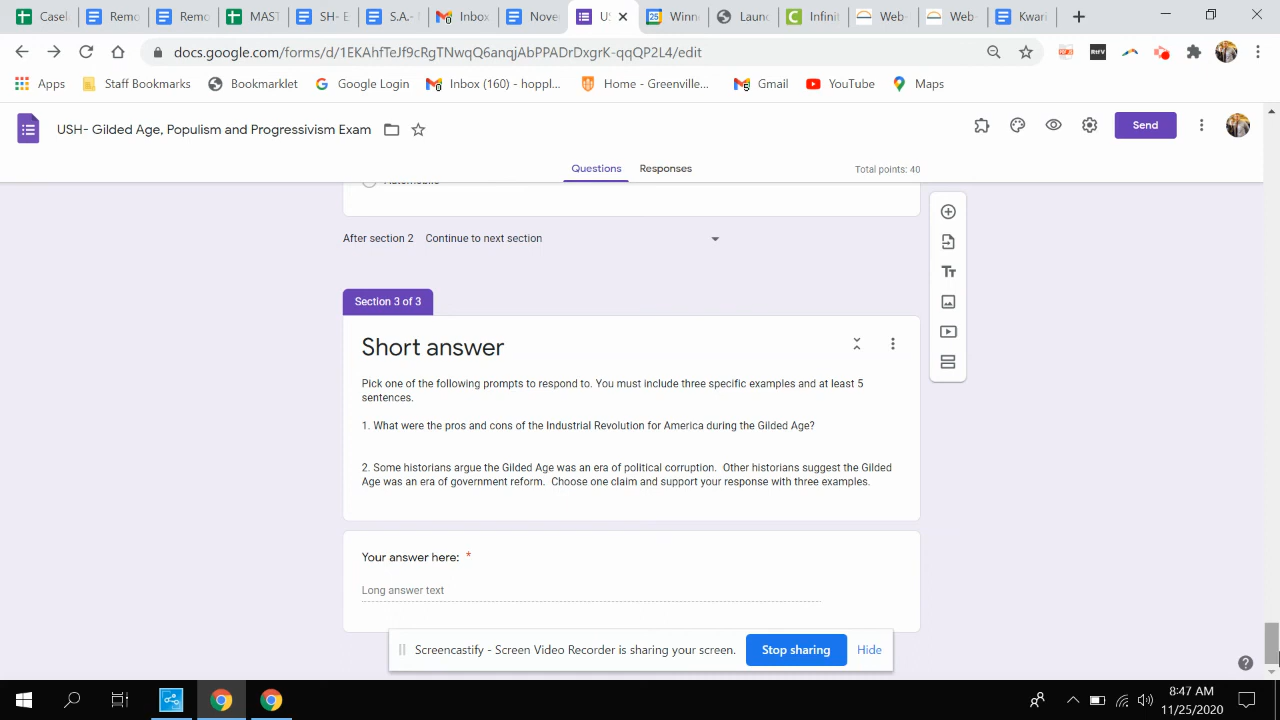 Casel
Remo
Remo
MAST
SH- E
S.A.-
Inbox
Nove
US
Winn
Launc
Infinit
Web-
Web-
Kwari
docs.google.com/forms/d/1EKAhfTeJf9cRgTNwqQ6anqjAbPPADrDxgrK-qqQP2L4/edit
Apps
Staff Bookmarks
Bookmarklet
Google Login
Inbox (160) - hoppl...
Home - Greenville...
Gmail
YouTube
Maps
USH- Gilded Age, Populism and Progressivism Exam
Send
Questions
Responses
Total points: 40
Automobile
After section 2 Continue to next section
Section 3 of 3
Short answer
Pick one of the following prompts to respond to. You must include three specific examples and at least 5
sentences.
1. What were the pros and cons of the Industrial Revolution for America during the Gilded Age?
2. Some historians argue the Gilded Age was an era of political corruption. Other historians suggest the Gilded
Age was an era of government reform. Choose one claim and support your response with three examples.
Your answer here: *
Long answer text
Screencastify - Screen Video Recorder is sharing your screen.
Stop sharing
Hide
8:47 AM
11/25/2020